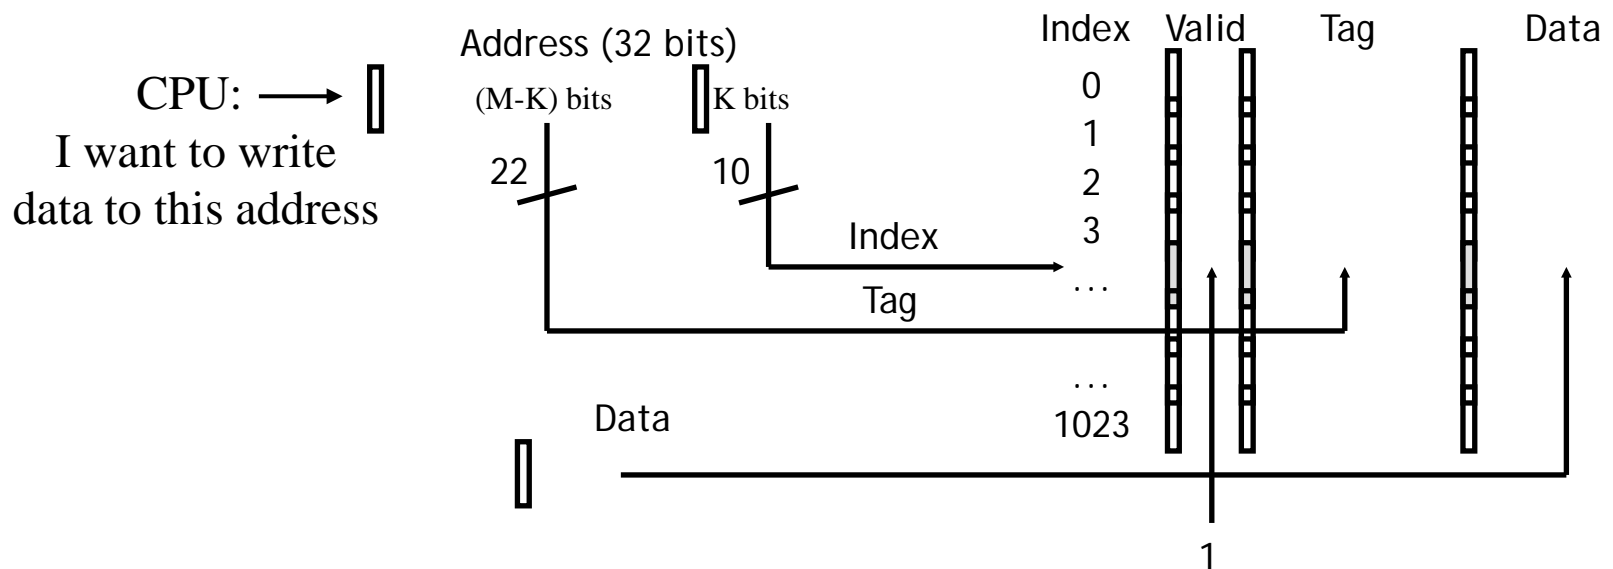 Address (32 bits)
CPU:
I want to write
data to this address
(M-K) bits
K bits
22
10
Index
Tag
Data
Index Valid Tag Data
0
1
2
3
...
...
1023
1